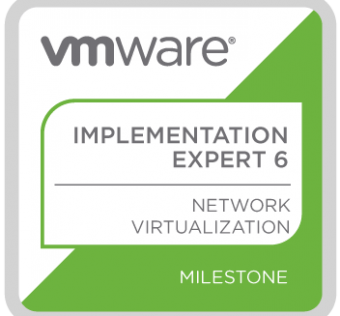 vmware®
IMPLEMENTATION
EXPERT 6
NETWORK
VIRTUALIZATION
MILESTONE